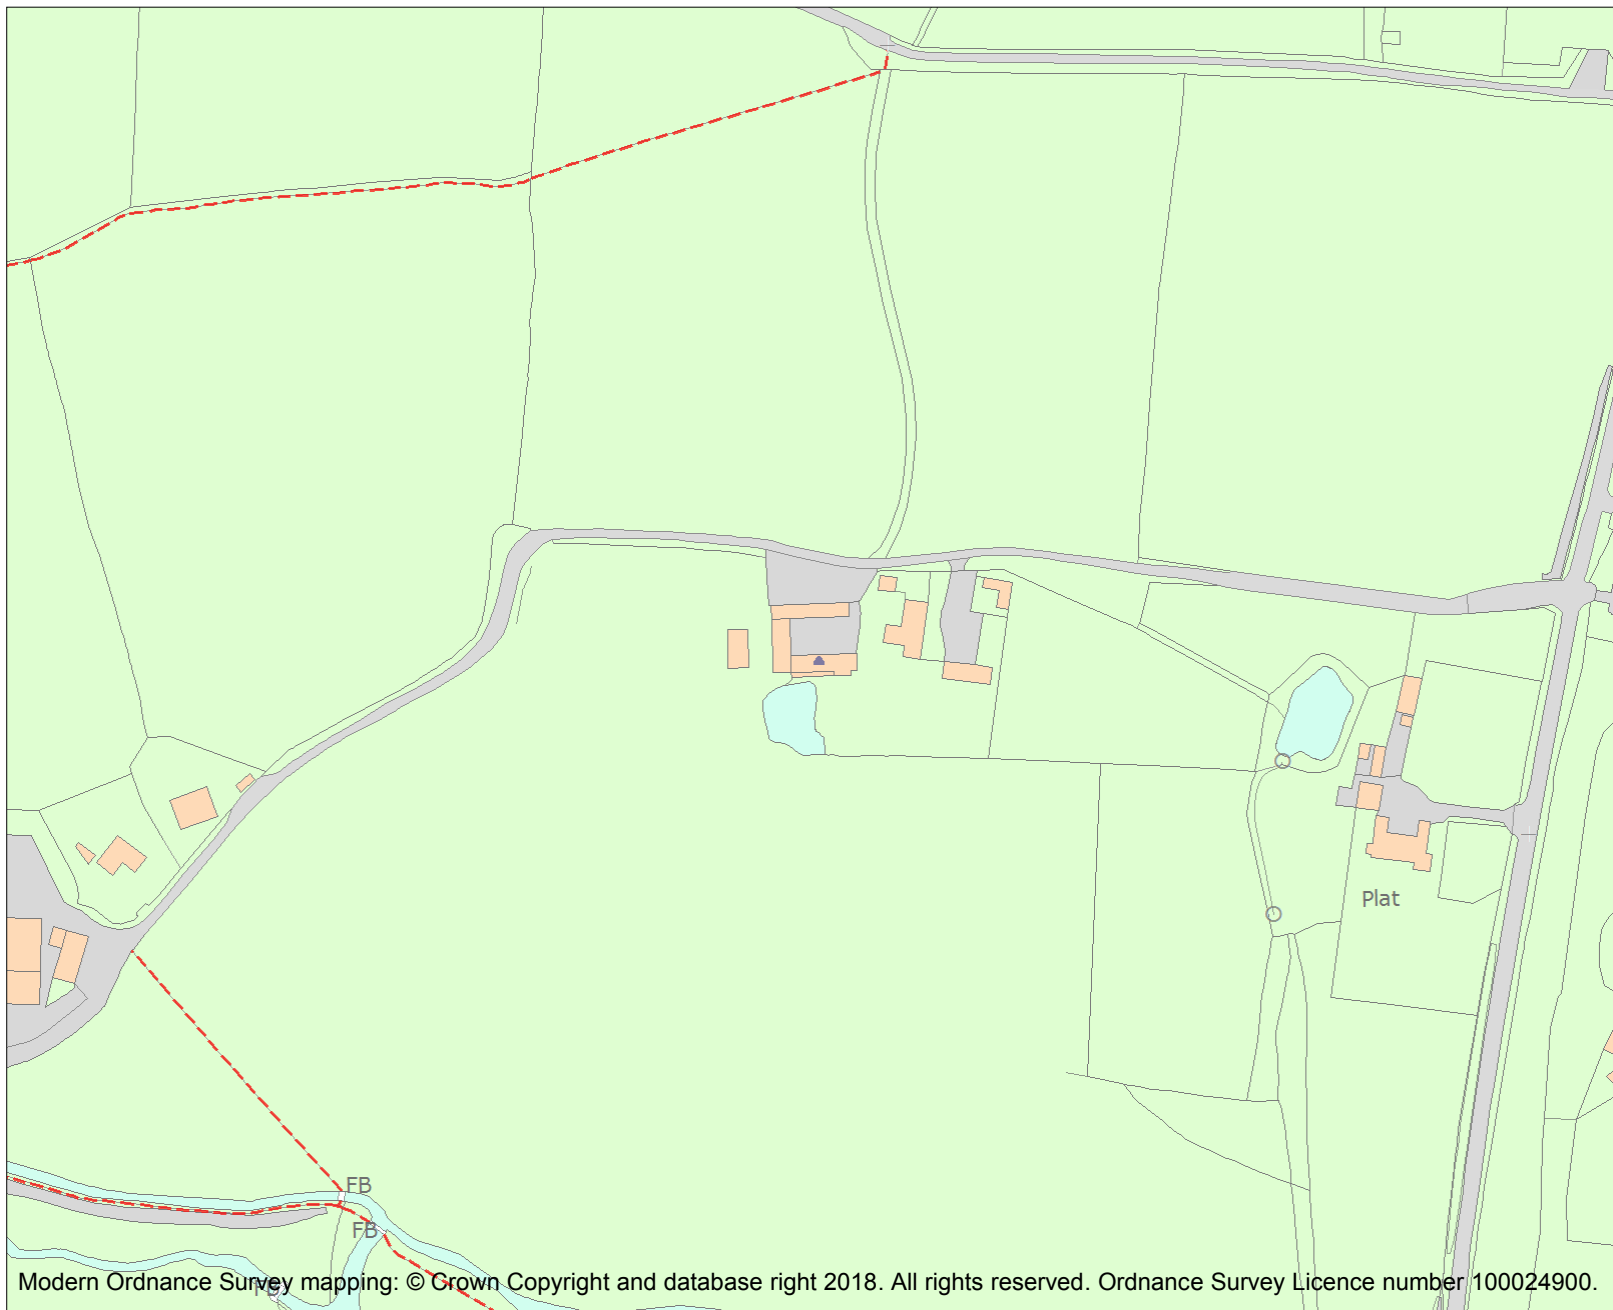 Plat
FB
FB
FB
Modern Ordnance Survey mapping: © Crown Copyright and database right 2018. All rights reserved. Ordnance Survey Licence number 100024900.